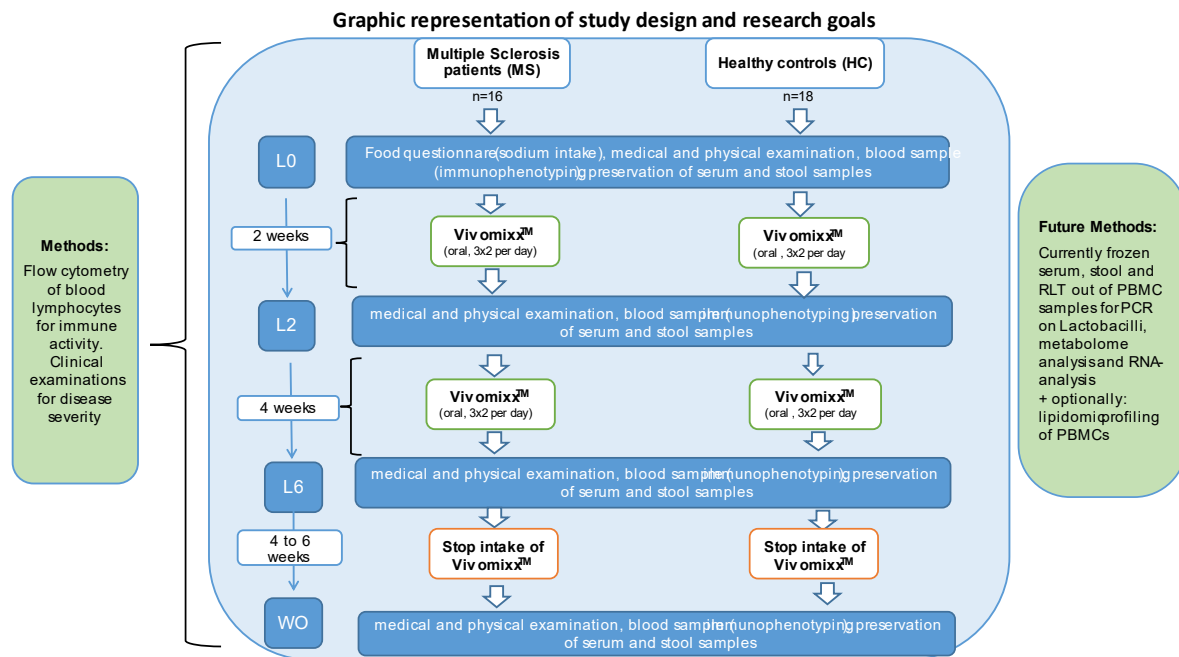 Graphic representation of study design and research goals
Multiple Sclerosis
patients (MS)
n=16
Healthy controls (HC)
n=18
L0
Food questionnare(sodium intake), medical and physical examination, blood sample
(immunophenotyping), preservation of serum and stool samples
2 weeks
Vivomixx™
(oral, 3x2 per day)
Vivomixx™
(oral , 3x2 per day
L2
medical and physical examination, blood sample (immunophenotyping), preservation
of serum and stool samples
4 weeks
Vivomixx™
(oral, 3x2 per day)
Vivomixx™
(oral , 3x2 per day
L6
medical and physical examination, blood sample (immunophenotyping), preservation
of serum and stool samples
4 to 6
weeks
Stop intake of
Vivomixx™
Stop intake of
Vivomixx™
WO
medical and physical examination, blood sample (immunophenotyping), preservation
of serum and stool samples
Methods:
Flow cytometry
of blood
lymphocytes
for immune
activity.
Clinical
examinations
for disease
severity
Future Methods:
Currently frozen
serum, stool and
RLT out of PBMC
samples for PCR
on Lactobacilli,
metabolome
analysis and RNA-
analysis
+ optionally:
lipidomic profiling
of PBMCs